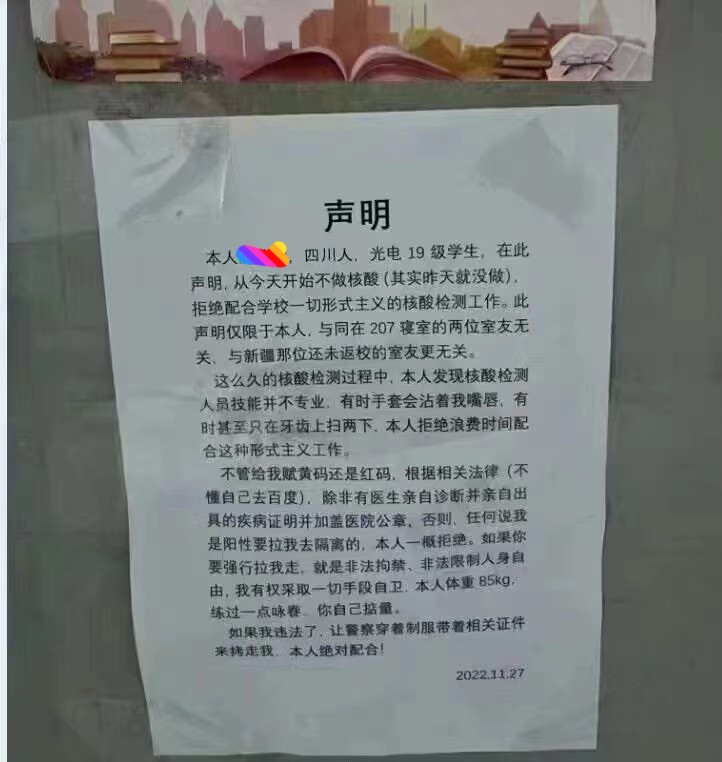 声明
本人，四川人，光电 19 级学生，在此
声明，从今天开始不做核酸（其实昨天就没做），
拒绝配合学校一切形式主义的核酸检测工作。此
声明仅限于本人，与同在 207 寝室的两位室友无
关，与新疆那位还未返校的室友更无关。
这么久的核酸检测过程中，本人发现核酸检测
人员技能并不专业，有时手套会沾着我嘴唇，有
时甚至只在牙齿上扫两下，本人拒绝浪费时间配
合这种形式主义工作。
不管给我赋黄码还是红码，根据相关法律（不
懂自己去百度），除非有医生亲自诊断并亲自出
具的疾病证明并加盖医院公章，否则，任何说我
是阳性要拉我去隔离的，本人一概拒绝。如果你
要强行拉我走，就是非法拘禁、非法限制人身自
由，我有权采取一切手段自卫，本人体重 85kg，
练过一点咏春，你自己掂量。
如果我违法了，让警察穿着制服带着相关证件
来拷走我，本人绝对配合！
2022.11.27